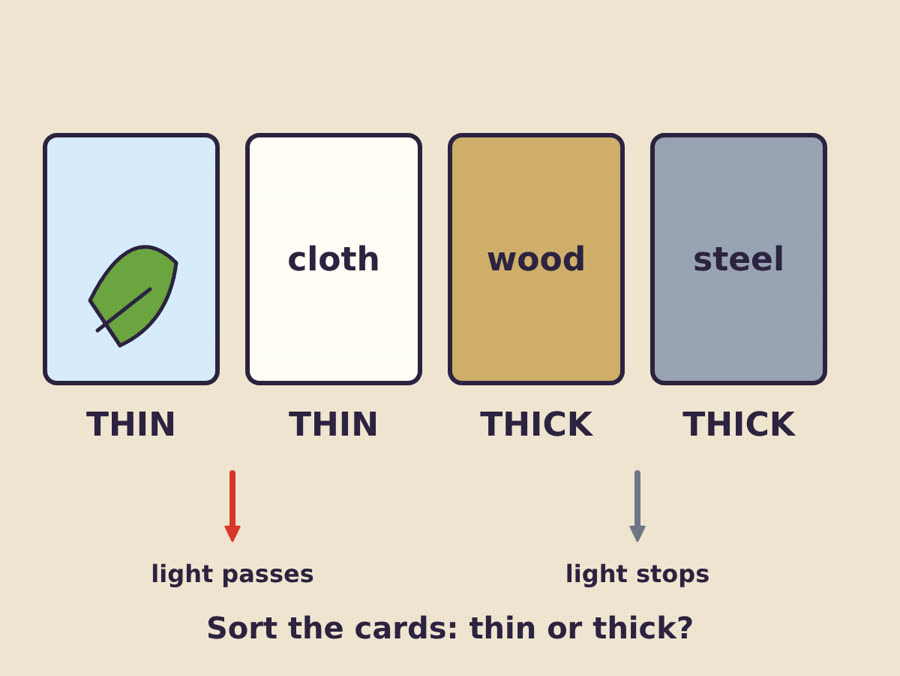 cloth wood steel
THIN THIN THICK THICK
light passes light stops
Sort the cards: thin or thick?